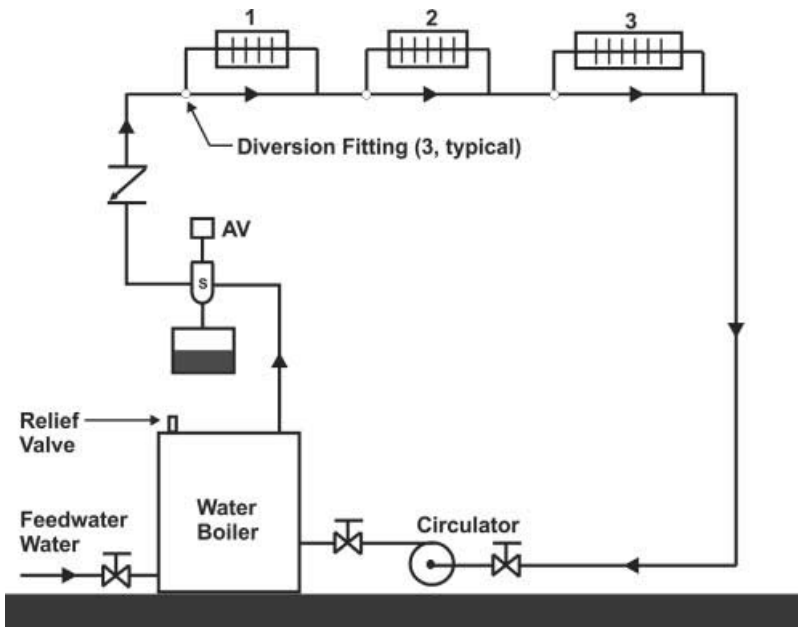 1
2
3
Diversion Fitting (3, typical)
AV
S
Relief
Valve
Water
Boiler
Feedwater
Water
Circulator